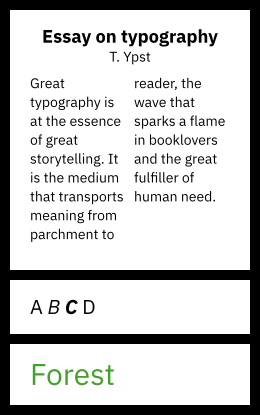 Essay on typography
T. Ypst
Great
typography is
at the essence
of great
storytelling. It
is the medium
that transports
meaning from
parchment to
reader, the
wave that
sparks a flame
in booklovers
and the great
fulfiller of
human need.
A B C D
Forest